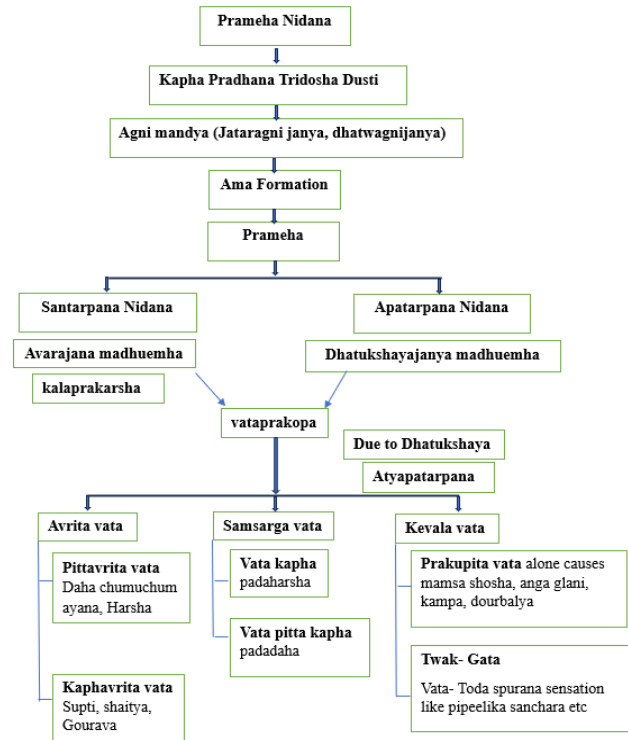 Prameha Nidana
Kapha Pradhana Tridosha Dusti
Agni mandya (Jataragni janya, dhatwagnijanya)
Ama Formation
Prameha
Santarpana Nidana
Apatarpana Nidana
Avarajana madhuemha
Dhatukshayajanya madhuemha
kalaprakarsha
vataprakopa
Due to Dhatukshaya
Atyapatarpana
Avrita vata
Samsarga vata
Kevala vata
Pittavrita vata
Daha chumuchum
ayana, Harsha
Kaphavrita vata
Supti, shaitya,
Gourava
Vata kapha
padaharsha
Vata pitta kapha
padadaha
Prakupita vata alone causes
mamsa shosha, anga glani,
kampa, dourbalya
Twak- Gata
Vata- Toda spurana sensation
like pipeelika sanchara etc